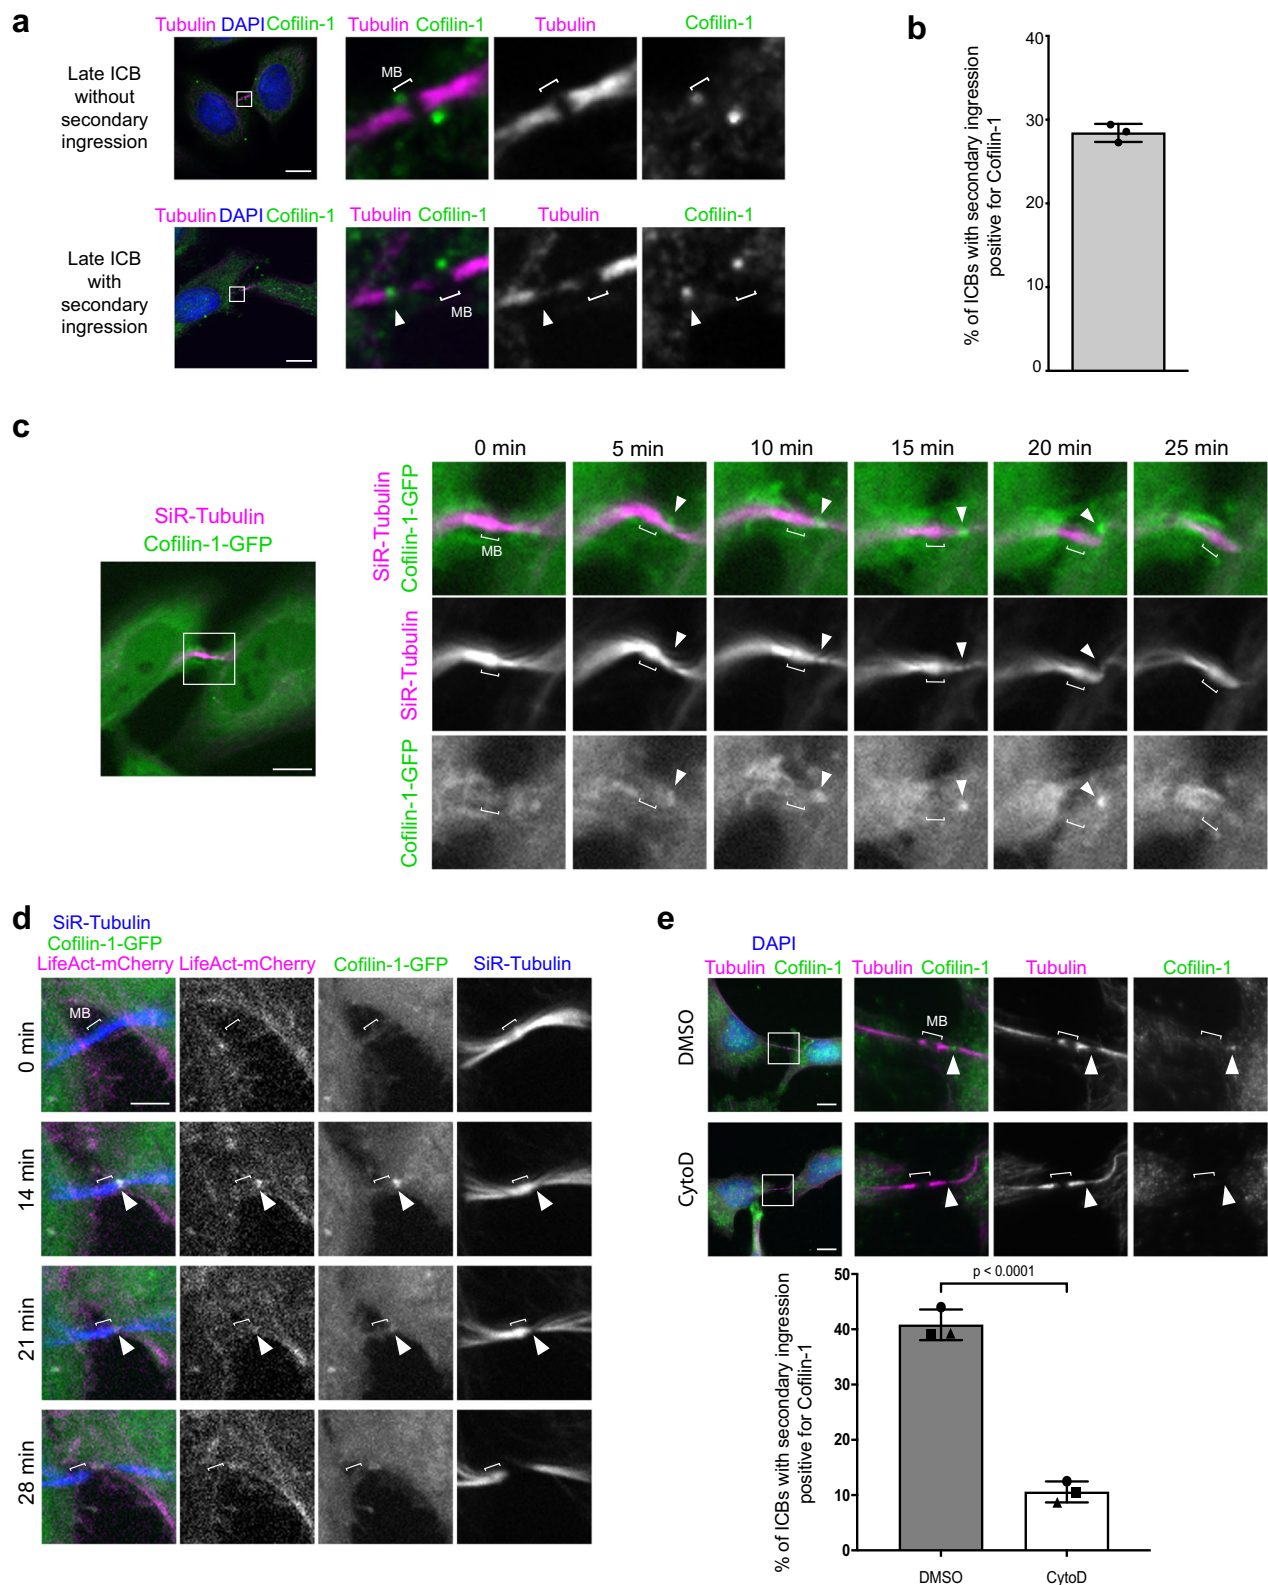 a
Tubulin DAPI Cofilin-1
Tubulin Cofilin-1
Tubulin
Cofilin-1
Late ICB
without
secondary
ingression
MB
Tubulin DAPI Cofilin-1
Tubulin Cofilin-1
Tubulin
Cofilin-1
Late ICB
with
secondary
ingression
MB
b
% of ICBs with secondary ingression
positive for Cofilin-1
40
30
20
10
0
c
SiR-Tubulin
Cofilin-1-GFP
0 min
5 min
10 min
15 min
20 min
25 min
SiR-Tubulin
Cofilin-1-GFP
MB
SiR-Tubulin
Cofilin-1-GFP
d
SiR-Tubulin
Cofilin-1-GFP
LifeAct-mCherry
LifeAct-mCherry
Cofilin-1-GFP
SiR-Tubulin
0 min
MB
14 min
21 min
28 min
e
DAPI
Tubulin Cofilin-1
Tubulin Cofilin-1
Tubulin
Cofilin-1
DMSO
MB
CytoD
% of ICBs with secondary ingression
positive for Cofilin-1
50
40
30
20
10
0
p < 0.0001
DMSO
CytoD